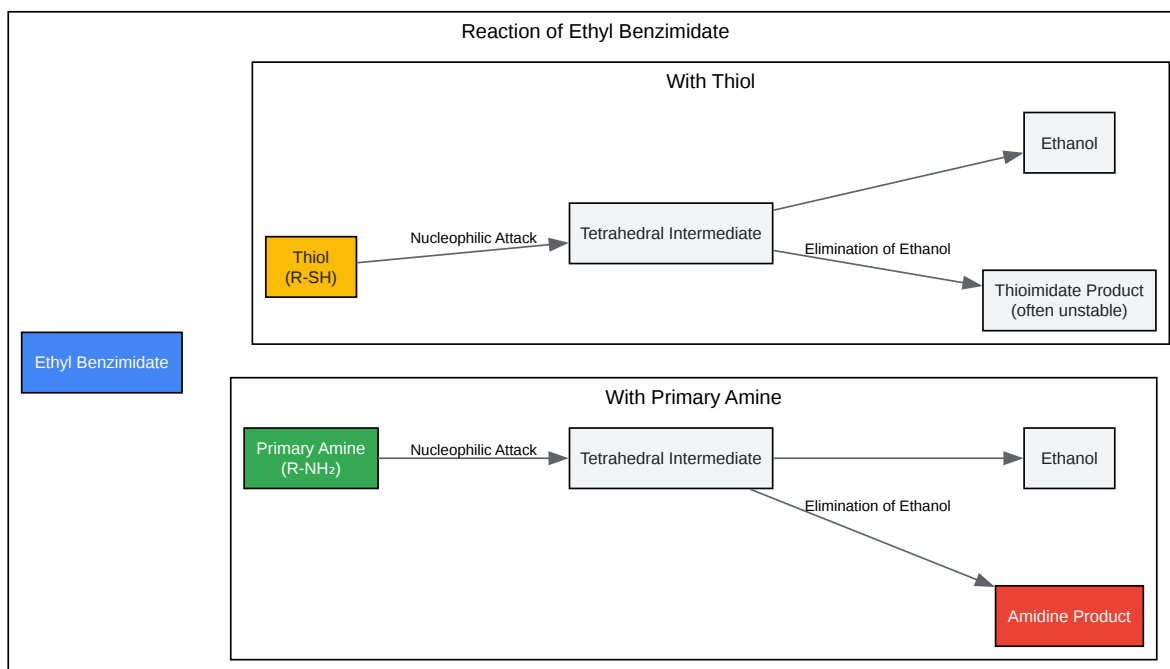 Reaction of Ethyl Benzimidate
With Thiol
Ethanol
Nucleophilic Attack
Tetrahedral Intermediate
Elimination of Ethanol
Thiol
(R-SH)
Thioimidate Product
(often unstable)
Ethyl Benzimidate
With Primary Amine
Primary Amine
(R-NH₂)
Nucleophilic Attack
Tetrahedral Intermediate
Ethanol
Elimination of Ethanol
Amidine Product